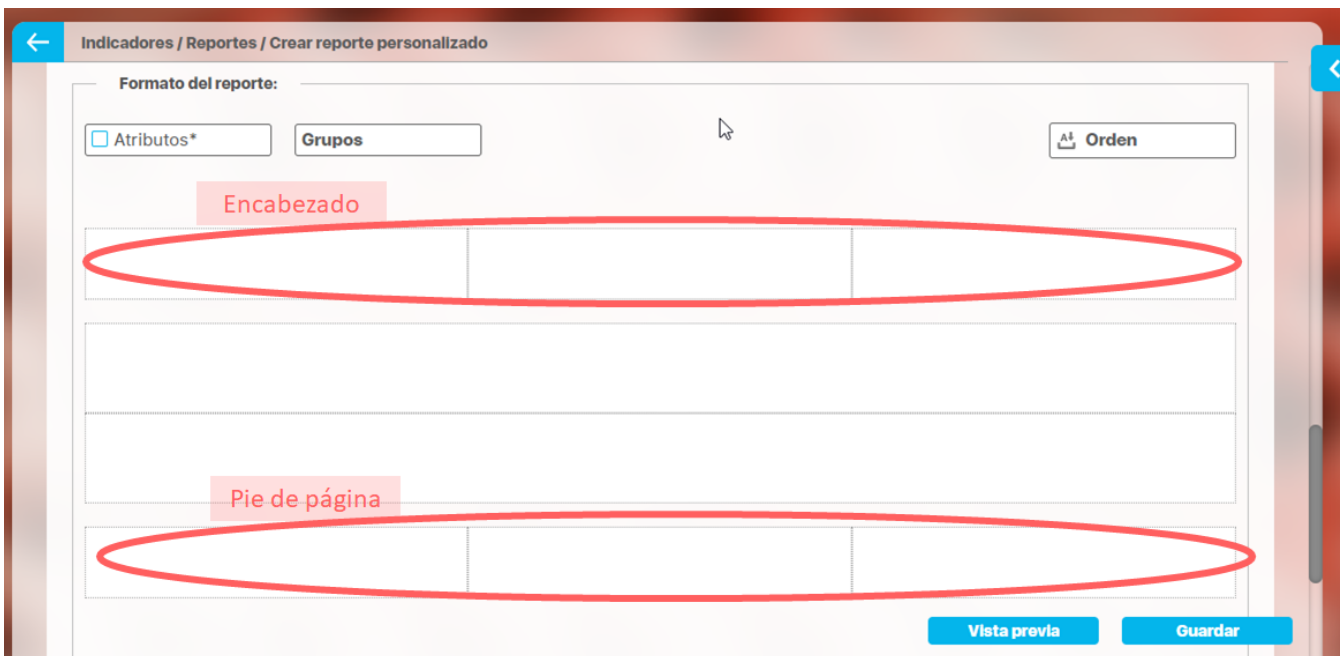 Indicadores / Reportes / Crear reporte personalizado
Formato del reporte:
Atributos*
Grupos
Orden
Encabezado
Pie de página
Vista previa
Guardar